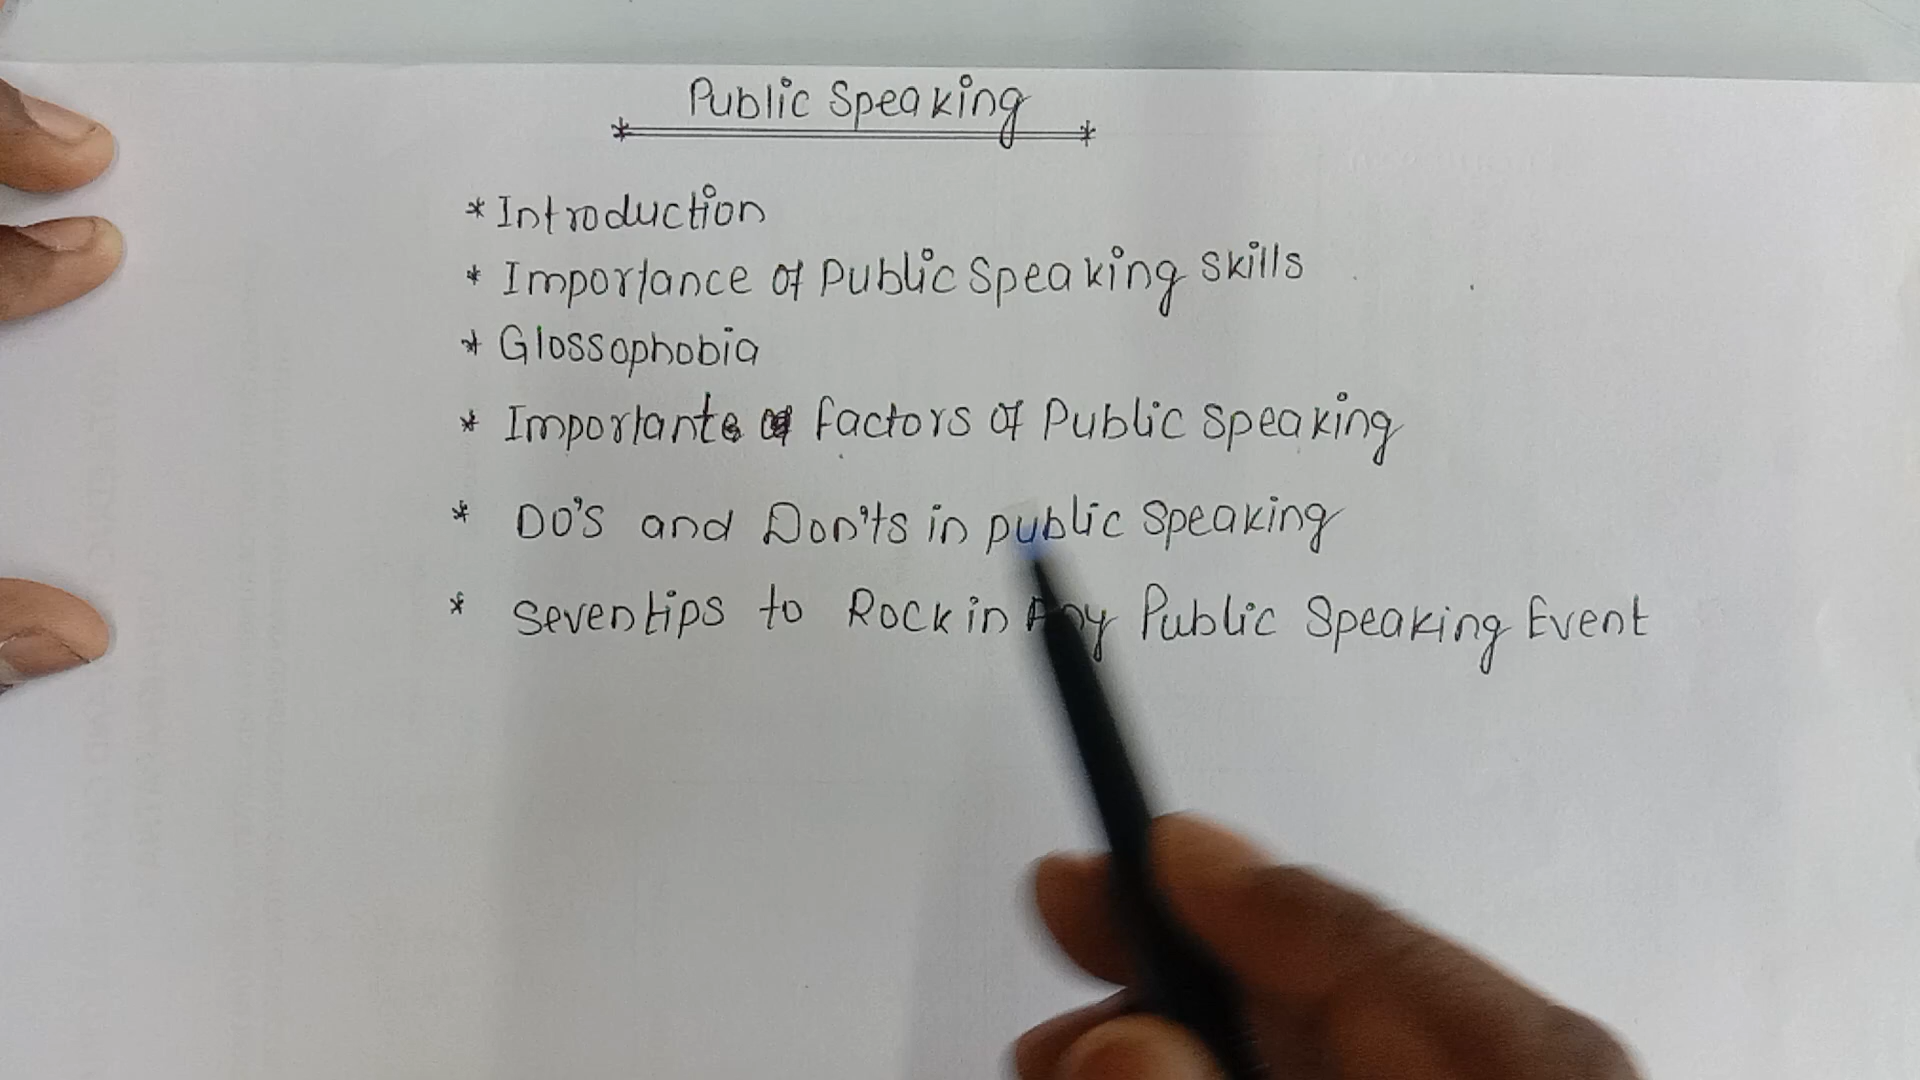 Public Speaking
* Introduction
* Importance of Public Speaking Skills
* Glossophobia
* Important factors of Public Speaking
* DO'S and Don'ts in public Speaking
* Seven tips to Rock in Any Public Speaking Event